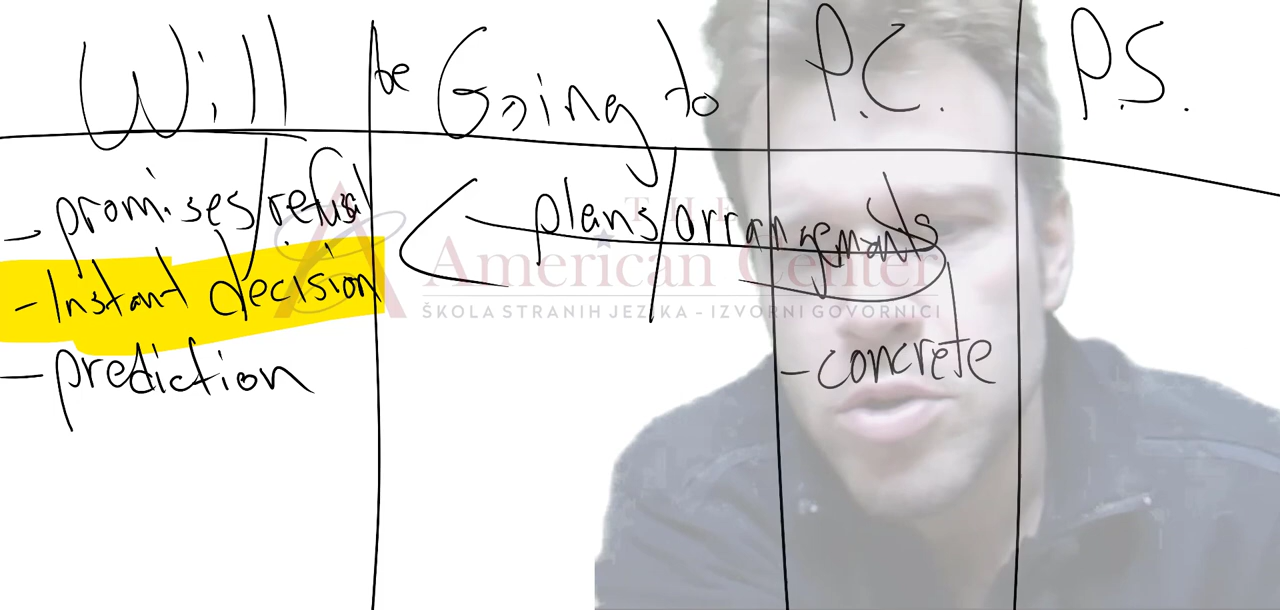 Will be Going to P.C. P.S.
- promises/refusal
- plans/arrangements
- Instant decision
- prediction
- concrete
THE
American Center
ŠKOLA STRANIH JEZIKA - IZVORNI GOVORNICI